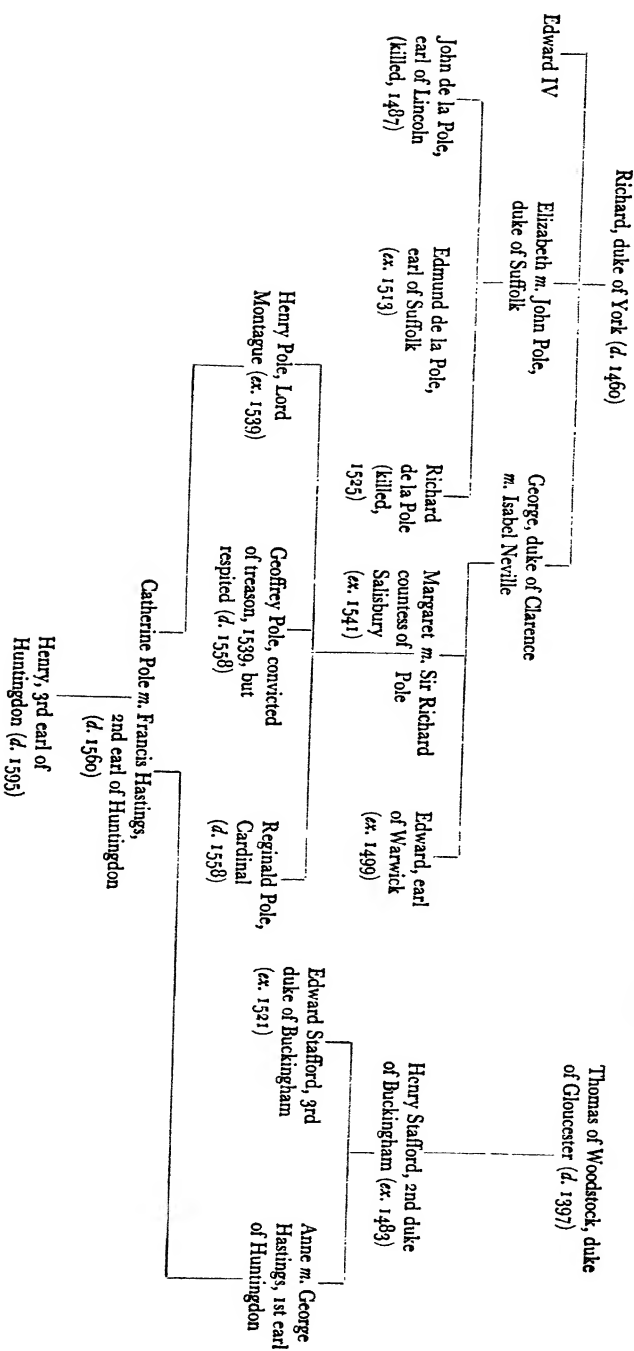 Richard, duke of York (d. 1460)
Thomas of Woodstock, duke
of Gloucester (d. 1397)
Edward IV
Elizabeth m. John Pole,
duke of Suffolk
George, duke of Clarence
m. Isabel Neville
Henry Stafford, 2nd duke
of Buckingham (ex. 1483)
John de la Pole,
earl of Lincoln
(killed, 1487)
Edmund de la Pole,
earl of Suffolk
(ex. 1513)
Richard
de la Pole
(killed,
1525)
Margaret m. Sir Richard
countess of Pole
Salisbury
(ex. 1541)
Edward, earl
of Warwick
(ex. 1499)
Edward Stafford, 3rd
duke of Buckingham
(ex. 1521)
Anne m. George
Hastings, 1st earl
of Huntingdon
Henry Pole, Lord
Montague (ex. 1539)
Geoffrey Pole, convicted
of treason, 1539, but
respited (d. 1558)
Reginald Pole,
Cardinal
(d. 1558)
Catherine Pole m. Francis Hastings,
2nd earl of Huntingdon
(d. 1560)
Henry, 3rd earl of
Huntingdon (d. 1595)